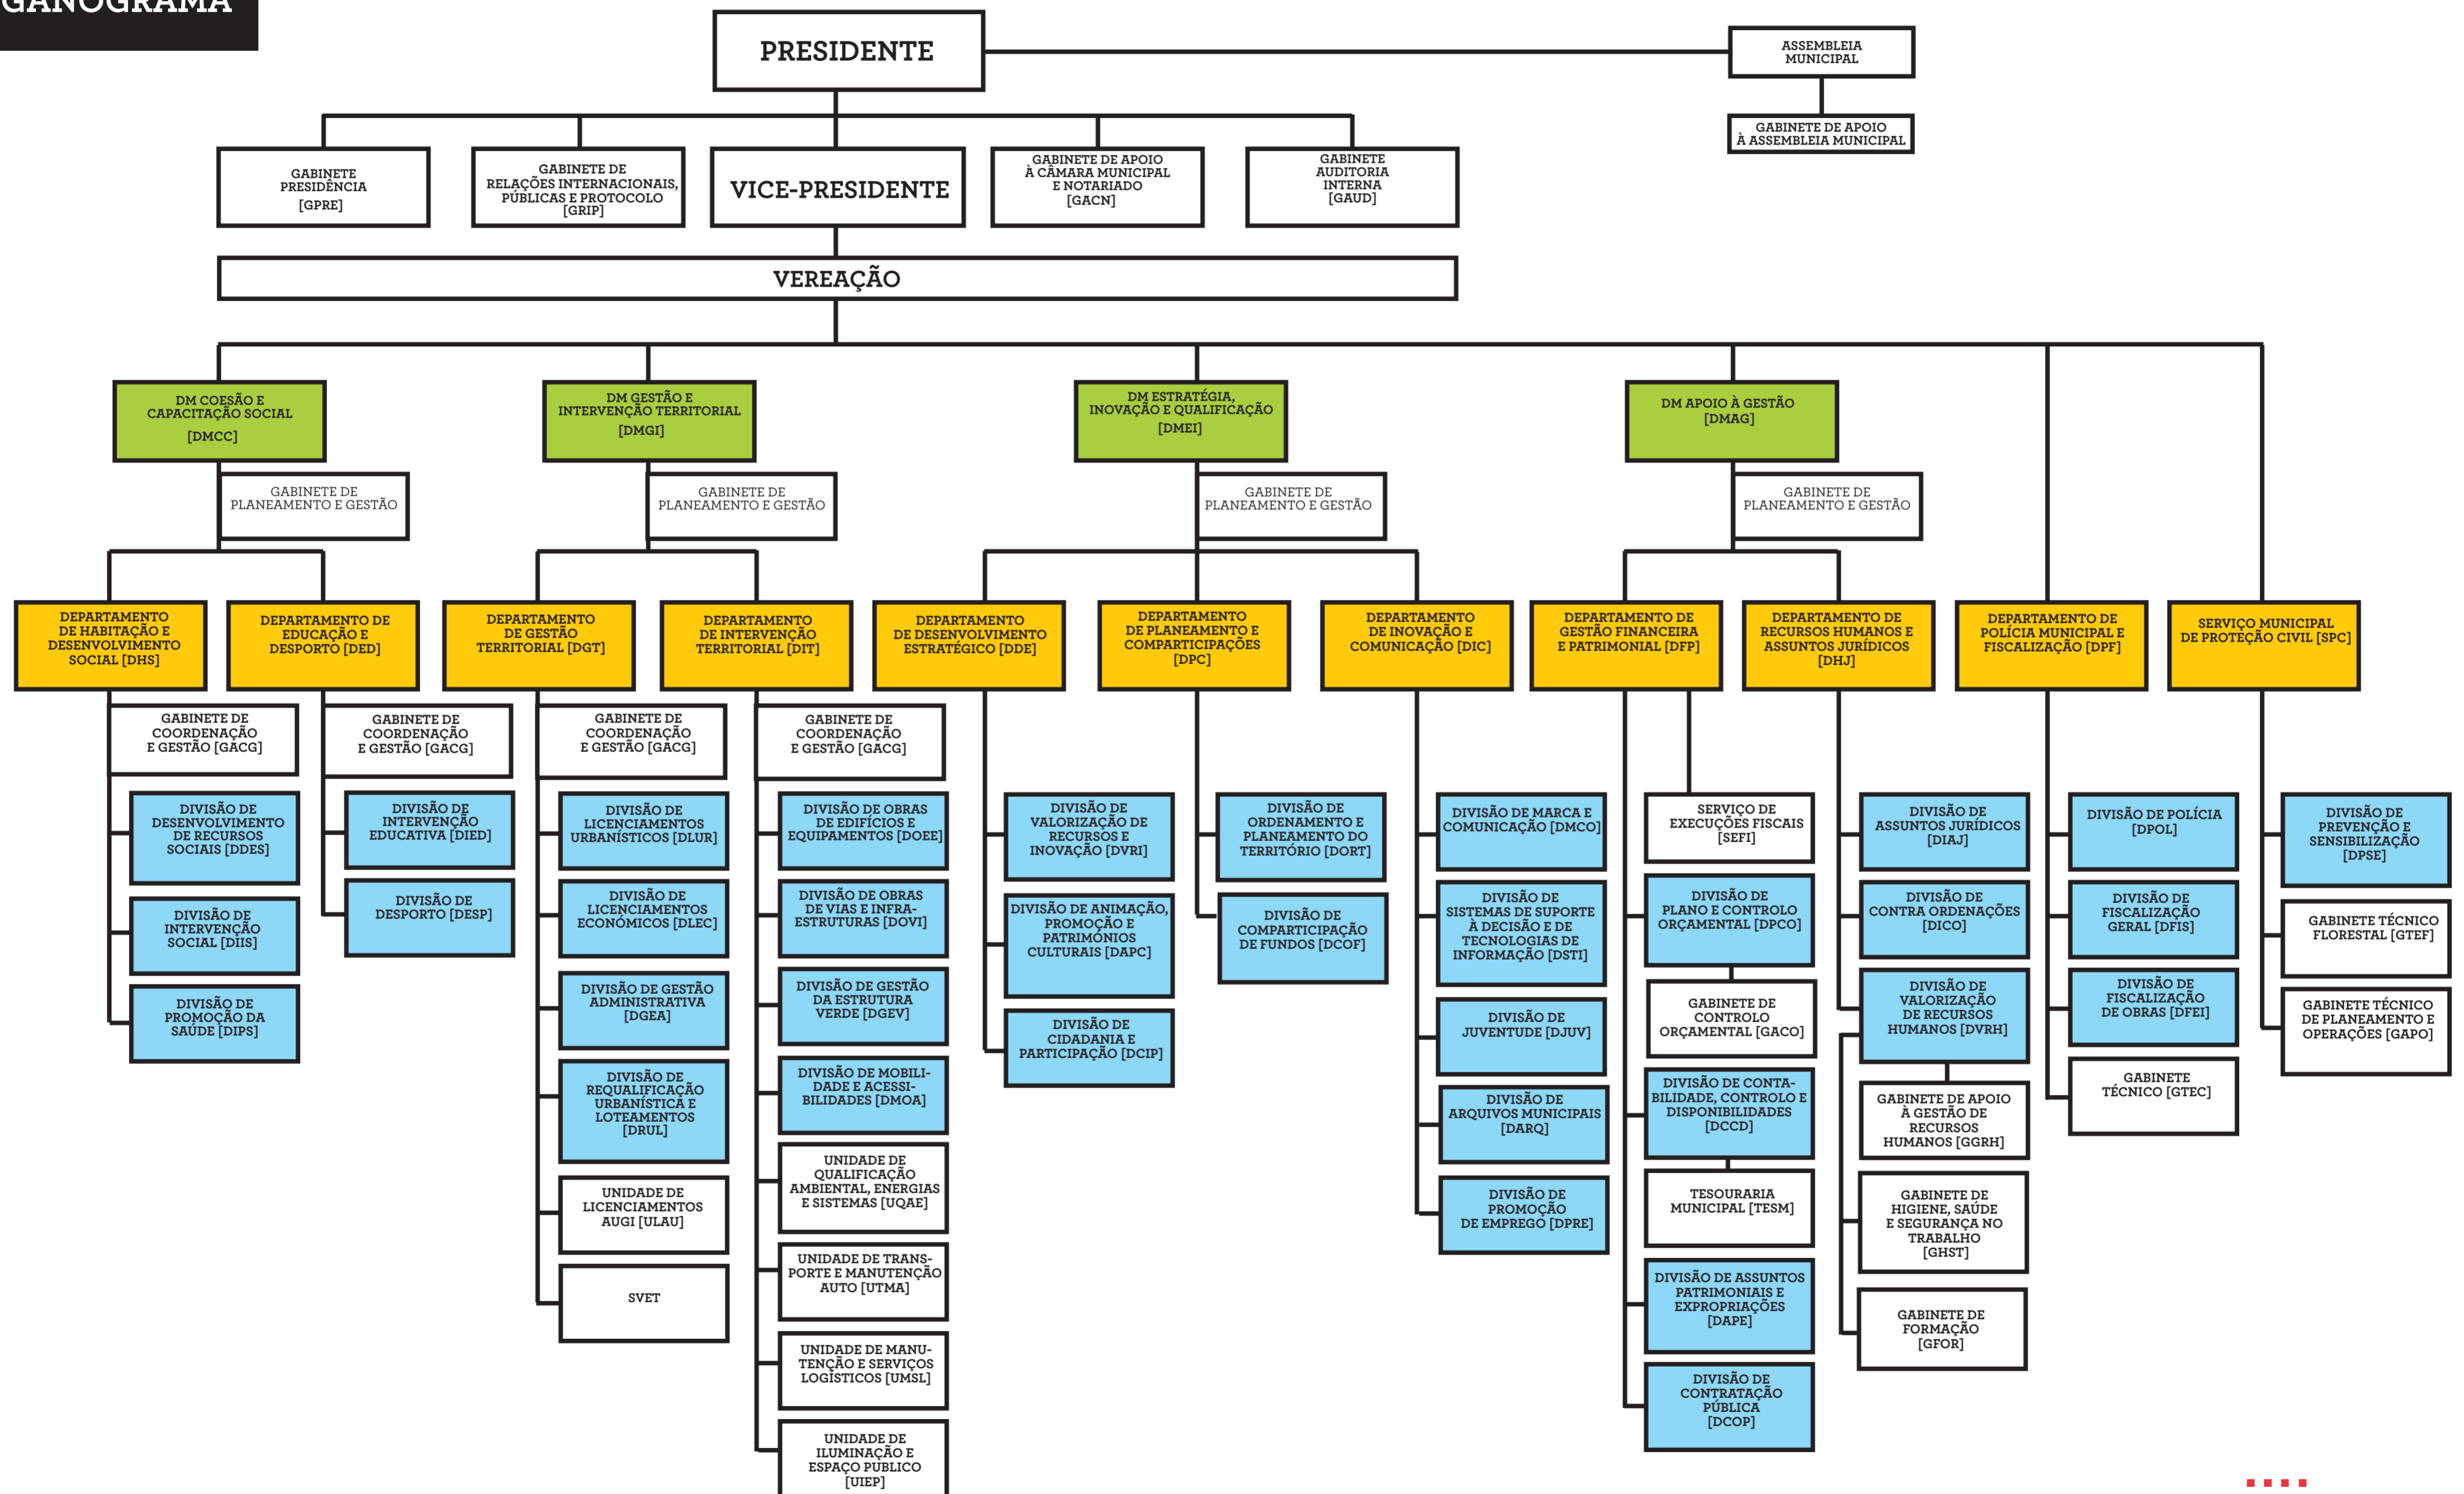 GANOGRAMA
PRESIDENTE
ASSEMBLEIA
MUNICIPAL
GABINETE DE APOIO
À ASSEMBLEIA MUNICIPAL
GABINETE
PRESIDÊNCIA
[GPRE]
GABINETE DE
RELAÇÕES INTERNACIONAIS,
PÚBLICAS E PROTOCOLO
[GRIP]
VICE-PRESIDENTE
GABINETE DE APOIO
À CÂMARA MUNICIPAL
E NOTARIADO
[GACN]
GABINETE
AUDITORIA
INTERNA
[GAUD]
VEREAÇÃO
DM COESÃO E
CAPACITAÇÃO SOCIAL
[DMCC]
DM GESTÃO E
INTERVENÇÃO TERRITORIAL
[DMGI]
DM ESTRATÉGIA,
INOVAÇÃO E QUALIFICAÇÃO
[DMEI]
DM APOIO À GESTÃO
[DMAG]
GABINETE DE
PLANEAMENTO E GESTÃO
GABINETE DE
PLANEAMENTO E GESTÃO
GABINETE DE
PLANEAMENTO E GESTÃO
GABINETE DE
PLANEAMENTO E GESTÃO
DEPARTAMENTO
DE HABITAÇÃO E
DESENVOLVIMENTO
SOCIAL [DHS]
DEPARTAMENTO DE
EDUCAÇÃO E
DESPORTO [DED]
DEPARTAMENTO
DE GESTÃO
TERRITORIAL [DGT]
DEPARTAMENTO
DE INTERVENÇÃO
TERRITORIAL [DIT]
DEPARTAMENTO
DE DESENVOLVIMENTO
ESTRATÉGICO [DDE]
DEPARTAMENTO
DE PLANEAMENTO E
COMPARTICIPAÇÕES
[DPC]
DEPARTAMENTO
DE INOVAÇÃO E
COMUNICAÇÃO [DIC]
DEPARTAMENTO DE
GESTÃO FINANCEIRA
E PATRIMONIAL [DFP]
DEPARTAMENTO DE
RECURSOS HUMANOS E
ASSUNTOS JURÍDICOS
[DHJ]
DEPARTAMENTO DE
POLÍCIA MUNICIPAL E
FISCALIZAÇÃO [DPF]
SERVIÇO MUNICIPAL
DE PROTEÇÃO CIVIL [SPC]
GABINETE DE
COORDENAÇÃO
E GESTÃO [GACG]
DIVISÃO DE
DESENVOLVIMENTO
DE RECURSOS
SOCIAIS [DDES]
DIVISÃO DE
INTERVENÇÃO
SOCIAL [DIIS]
DIVISÃO DE
PROMOÇÃO DA
SAÚDE [DIPS]
GABINETE DE
COORDENAÇÃO
E GESTÃO [GACG]
DIVISÃO DE
INTERVENÇÃO
EDUCATIVA [DIED]
DIVISÃO DE
DESPORTO [DESP]
GABINETE DE
COORDENAÇÃO
E GESTÃO [GACG]
DIVISÃO DE
LICENCIAMENTOS
URBANÍSTICOS [DLUR]
DIVISÃO DE
LICENCIAMENTOS
ECONÓMICOS [DLEC]
DIVISÃO DE GESTÃO
ADMINISTRATIVA
[DGEA]
DIVISÃO DE
REQUALIFICAÇÃO
URBANÍSTICA E
LOTEAMENTOS
[DRUL]
UNIDADE DE
LICENCIAMENTOS
AUGI [ULAU]
SVET
GABINETE DE
COORDENAÇÃO
E GESTÃO [GACG]
DIVISÃO DE OBRAS
DE EDIFÍCIOS E
EQUIPAMENTOS [DOEE]
DIVISÃO DE OBRAS
DE VIAS E INFRA-
ESTRUTURAS [DOVI]
DIVISÃO DE GESTÃO
DA ESTRUTURA
VERDE [DGEV]
DIVISÃO DE MOBILI-
DADE E ACESSI-
BILIDADES [DMOA]
UNIDADE DE
QUALIFICAÇÃO
AMBIENTAL, ENERGIAS
E SISTEMAS [UQAE]
UNIDADE DE TRANS-
PORTE E MANUTENÇÃO
AUTO [UTMA]
UNIDADE DE MANU-
TENÇÃO E SERVIÇOS
LOGÍSTICOS [UMSL]
UNIDADE DE
ILUMINAÇÃO E
ESPAÇO PUBLICO
[UIEP]
DIVISÃO DE
VALORIZAÇÃO DE
RECURSOS E
INOVAÇÃO [DVRI]
DIVISÃO DE ANIMAÇÃO,
PROMOÇÃO E
PATRIMÓNIOS
CULTURAIS [DAPC]
DIVISÃO DE
CIDADANIA E
PARTICIPAÇÃO [DCIP]
DIVISÃO DE
ORDENAMENTO E
PLANEAMENTO DO
TERRITÓRIO [DORT]
DIVISÃO DE
COMPARTICIPAÇÃO
DE FUNDOS [DCOF]
DIVISÃO DE MARCA E
COMUNICAÇÃO [DMCO]
DIVISÃO DE
SISTEMAS DE SUPORTE
À DECISÃO E DE
TECNOLOGIAS DE
INFORMAÇÃO [DSTI]
DIVISÃO DE
JUVENTUDE [DJUV]
DIVISÃO DE
ARQUIVOS MUNICIPAIS
[DARQ]
DIVISÃO DE
PROMOÇÃO
DE EMPREGO [DPRE]
SERVIÇO DE
EXECUÇÕES FISCAIS
[SEFI]
DIVISÃO DE
PLANO E CONTROLO
ORÇAMENTAL [DPCO]
GABINETE DE
CONTROLO
ORÇAMENTAL [GACO]
DIVISÃO DE CONTA-
BILIDADE, CONTROLO E
DISPONIBILIDADES
[DCCD]
TESOURARIA
MUNICIPAL [TESM]
DIVISÃO DE ASSUNTOS
PATRIMONIAIS E
EXPROPRIAÇÕES
[DAPE]
DIVISÃO DE
CONTRATAÇÃO
PÚBLICA
[DCOP]
DIVISÃO DE
ASSUNTOS JURÍDICOS
[DIAJ]
DIVISÃO DE
CONTRA ORDENAÇÕES
[DICO]
DIVISÃO DE
VALORIZAÇÃO
DE RECURSOS
HUMANOS [DVRH]
GABINETE DE APOIO
À GESTÃO DE
RECURSOS
HUMANOS [GGRH]
GABINETE DE
HIGIENE, SAÚDE
E SEGURANÇA NO
TRABALHO
[GHST]
GABINETE DE
FORMAÇÃO
[GFOR]
DIVISÃO DE POLÍCIA
[DPOL]
DIVISÃO DE
FISCALIZAÇÃO
GERAL [DFIS]
DIVISÃO DE
FISCALIZAÇÃO
DE OBRAS [DFEI]
GABINETE
TÉCNICO [GTEC]
DIVISÃO DE
PREVENÇÃO E
SENSIBILIZAÇÃO
[DPSE]
GABINETE TÉCNICO
FLORESTAL [GTEF]
GABINETE TÉCNICO
DE PLANEAMENTO E
OPERAÇÕES [GAPO]